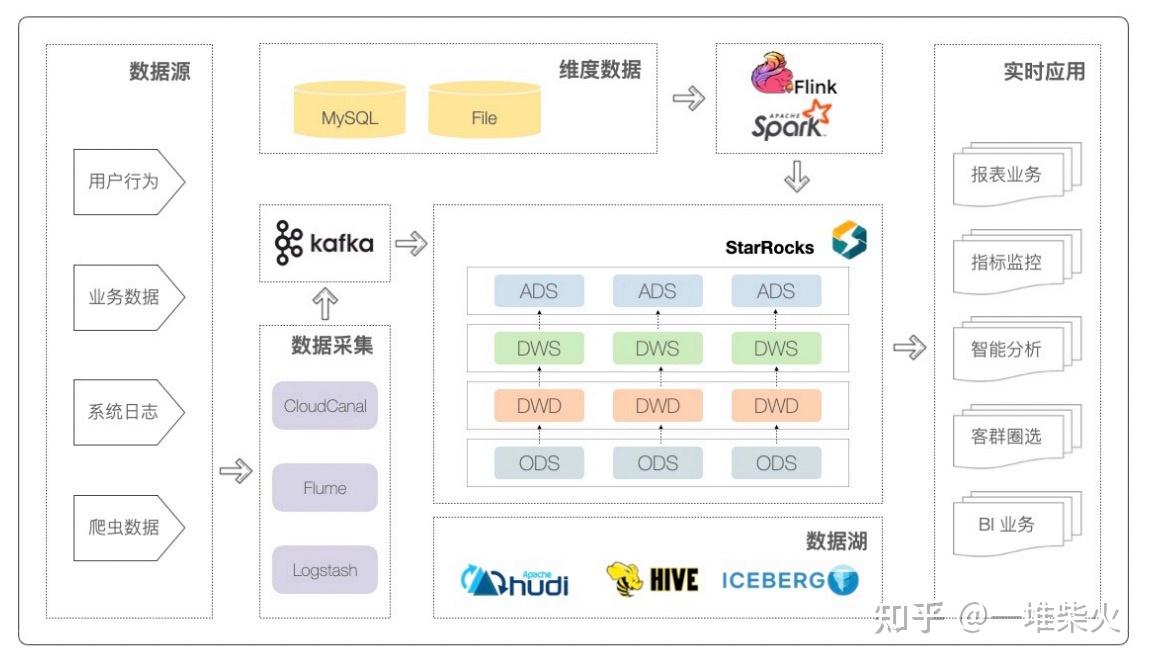 数据源
用户行为
业务数据
系统日志
爬虫数据
维度数据
MySQL
File
Flink
APACHE
Spark
kafka
数据采集
CloudCanal
Flume
Logstash
StarRocks
ADS ADS ADS
DWS DWS DWS
DWD DWD DWD
ODS ODS ODS
数据湖
Apache
hudi
HIVE
ICEBERG
实时应用
报表业务
指标监控
智能分析
客群圈选
BI 业务
知乎 @一堆柴火